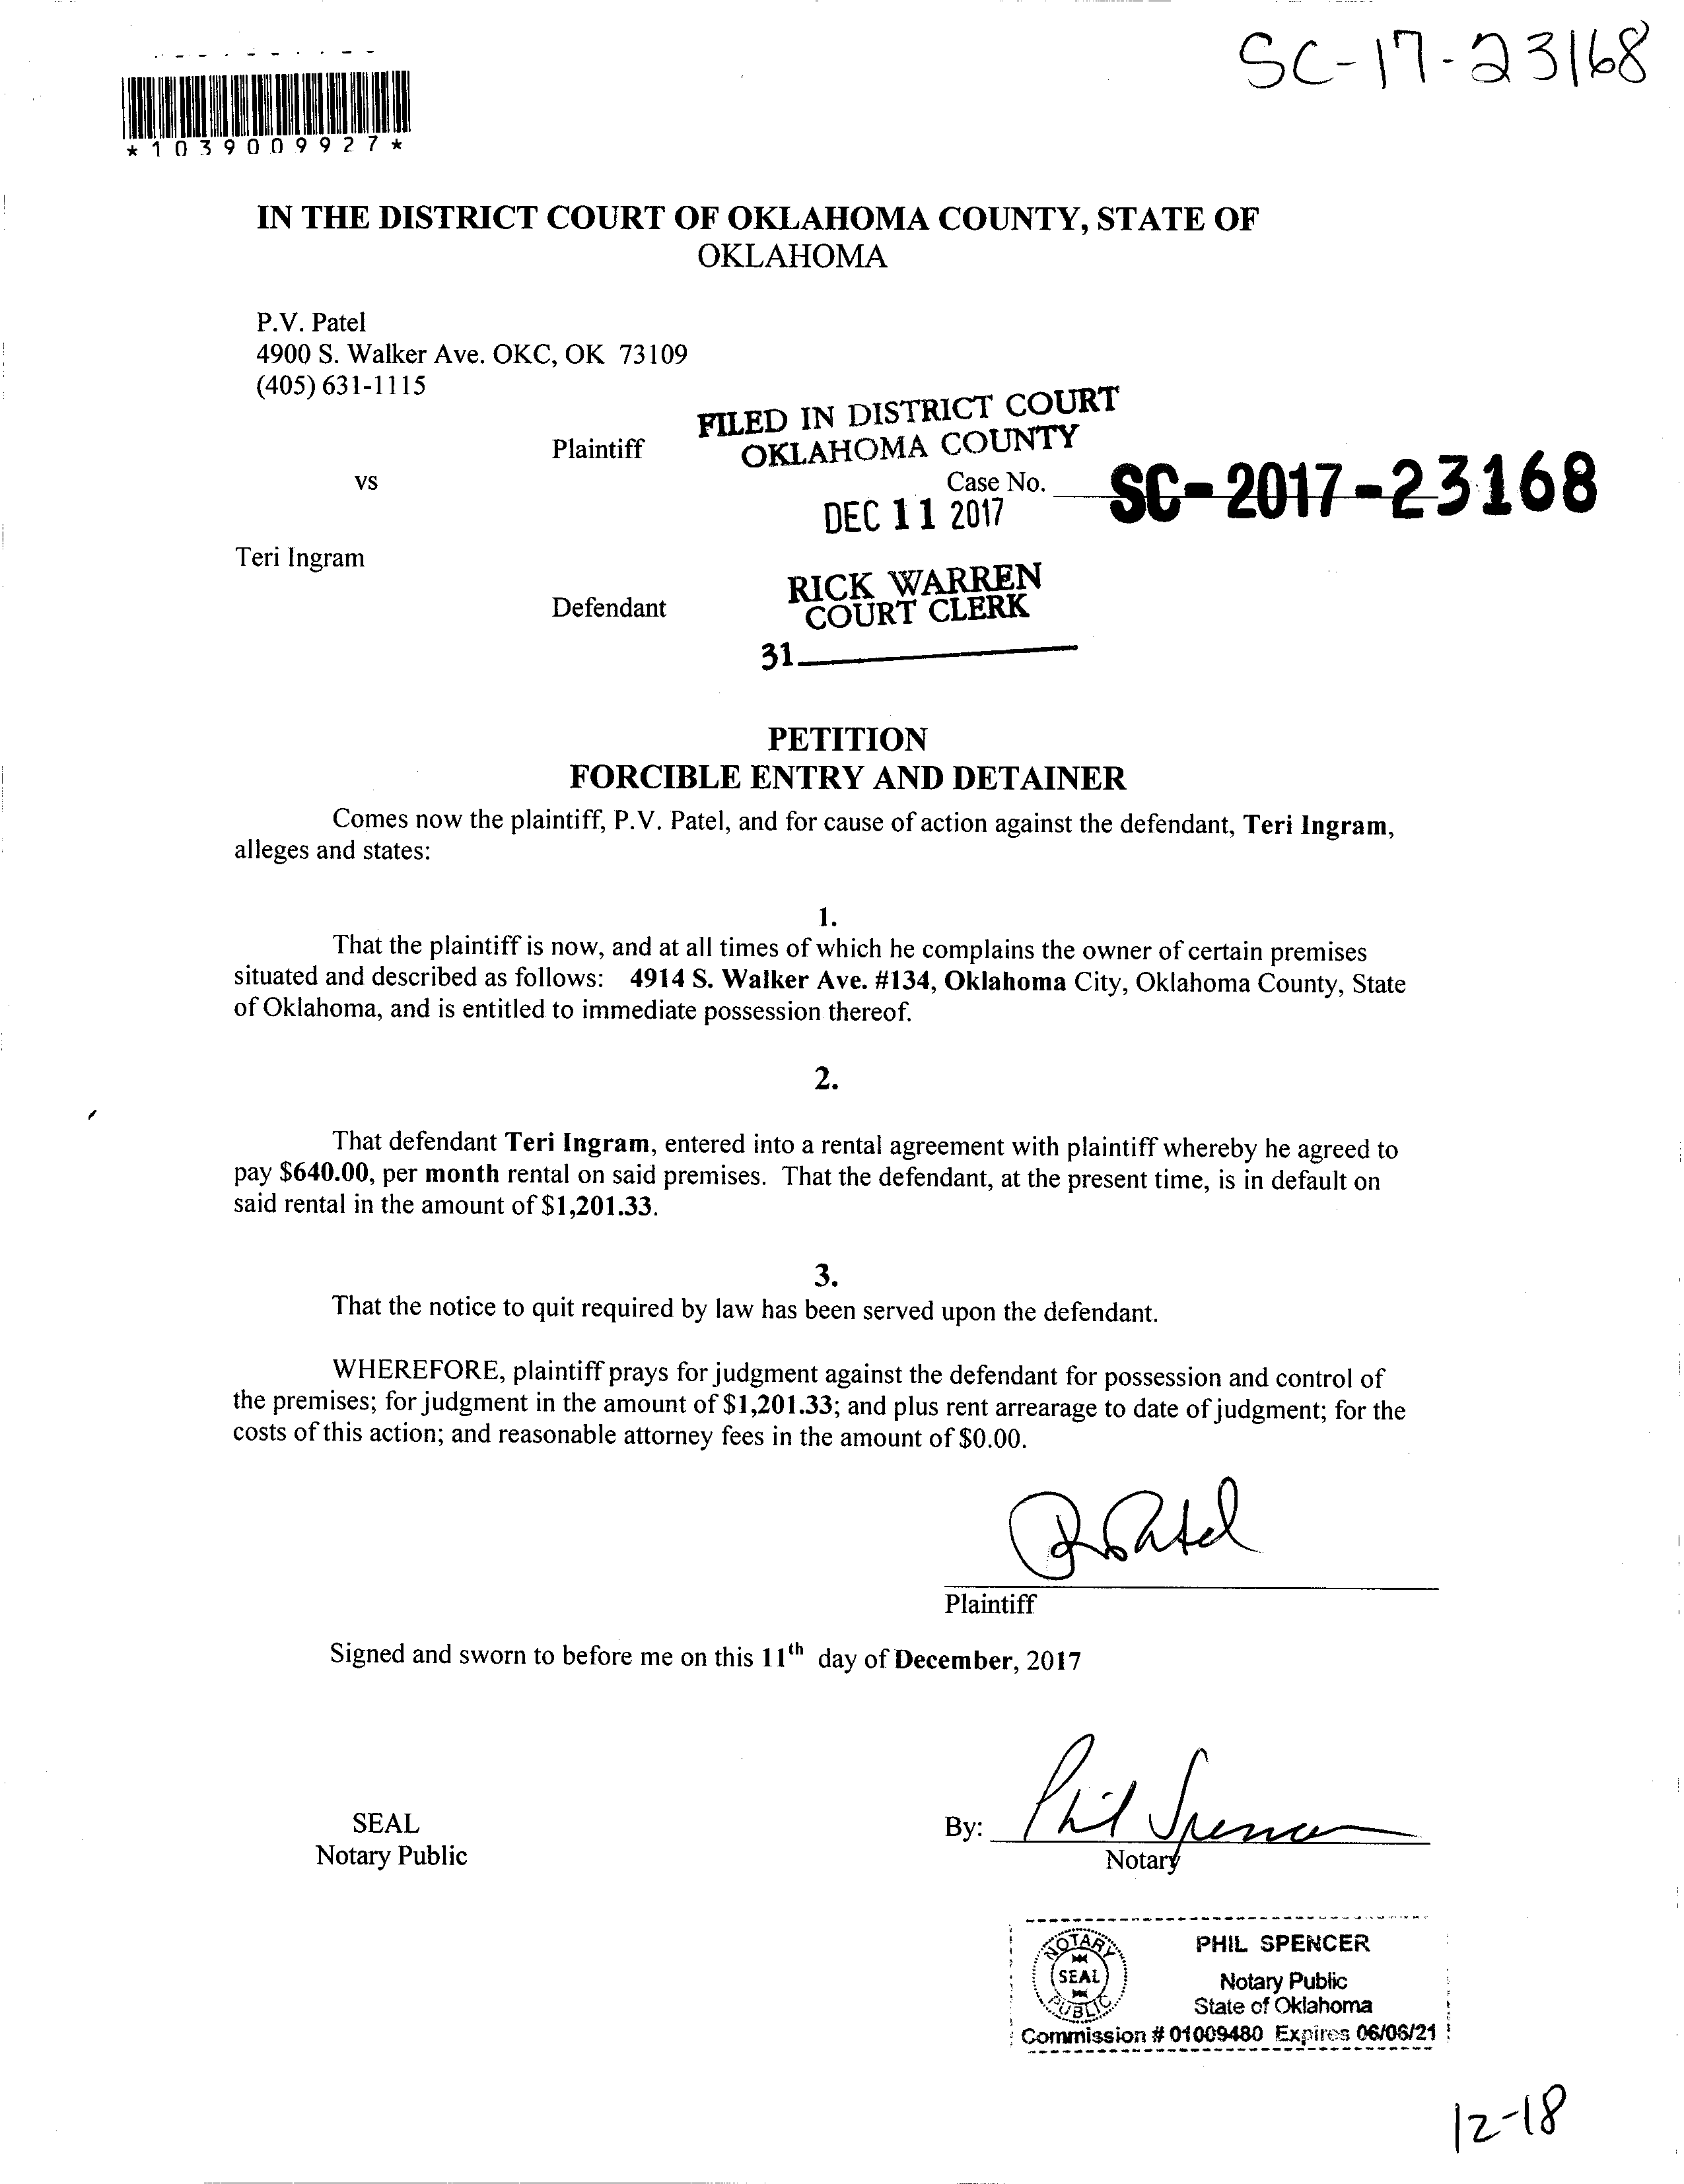 SC-17-23168
*1039009927*
IN THE DISTRICT COURT OF OKLAHOMA COUNTY, STATE OF
OKLAHOMA
P.V. Patel
4900 S. Walker Ave. OKC, OK 73109
(405) 631-1115
FILED IN DISTRICT COURT
OKLAHOMA COUNTY
Plaintiff
vs
Case No. SC-2017-23168
DEC 11 2017
Teri Ingram
RICK WARREN
COURT CLERK
Defendant
31
PETITION
FORCIBLE ENTRY AND DETAINER
Comes now the plaintiff, P.V. Patel, and for cause of action against the defendant, Teri Ingram,
alleges and states:
1.
That the plaintiff is now, and at all times of which he complains the owner of certain premises
situated and described as follows: 4914 S. Walker Ave. #134, Oklahoma City, Oklahoma County, State
of Oklahoma, and is entitled to immediate possession thereof.
2.
That defendant Teri Ingram, entered into a rental agreement with plaintiff whereby he agreed to
pay $640.00, per month rental on said premises. That the defendant, at the present time, is in default on
said rental in the amount of $1,201.33.
3.
That the notice to quit required by law has been served upon the defendant.
WHEREFORE, plaintiff prays for judgment against the defendant for possession and control of
the premises; for judgment in the amount of $1,201.33; and plus rent arrearage to date of judgment; for the
costs of this action; and reasonable attorney fees in the amount of $0.00.
Plaintiff
Signed and sworn to before me on this 11th day of December, 2017
SEAL
Notary Public
By: Phil Spencer
Notary
NOTARY
SEAL
PUBLIC
PHIL SPENCER
Notary Public
State of Oklahoma
Commission # 01009480 Expires 06/06/21
12-18